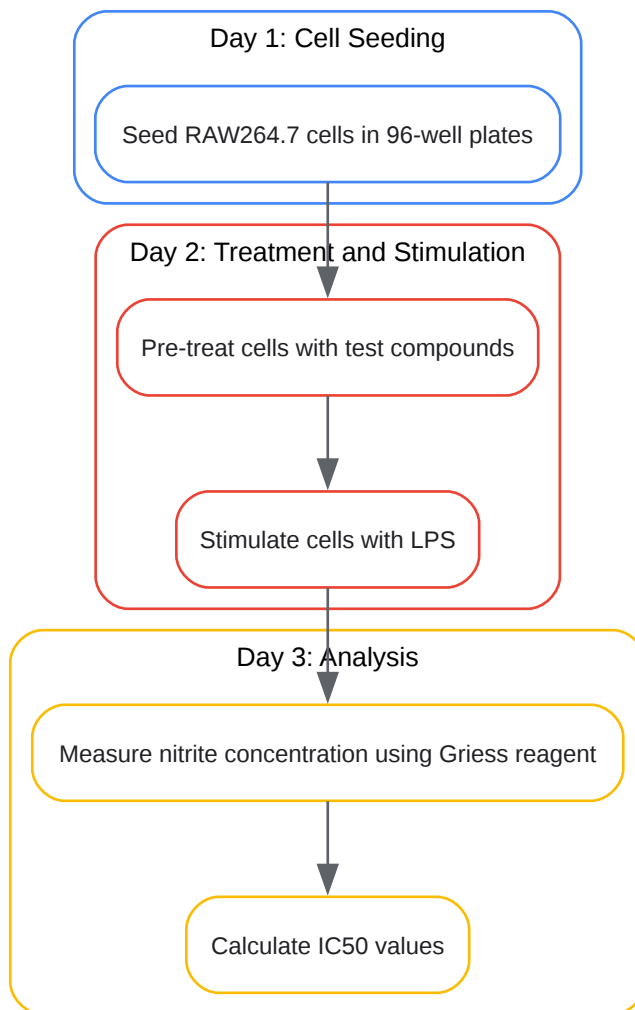 Day 1: Cell Seeding
Seed RAW264.7 cells in 96-well plates
Day 2: Treatment and Stimulation
Pre-treat cells with test compounds
Stimulate cells with LPS
Day 3: Analysis
Measure nitrite concentration using Griess reagent
Calculate IC50 values